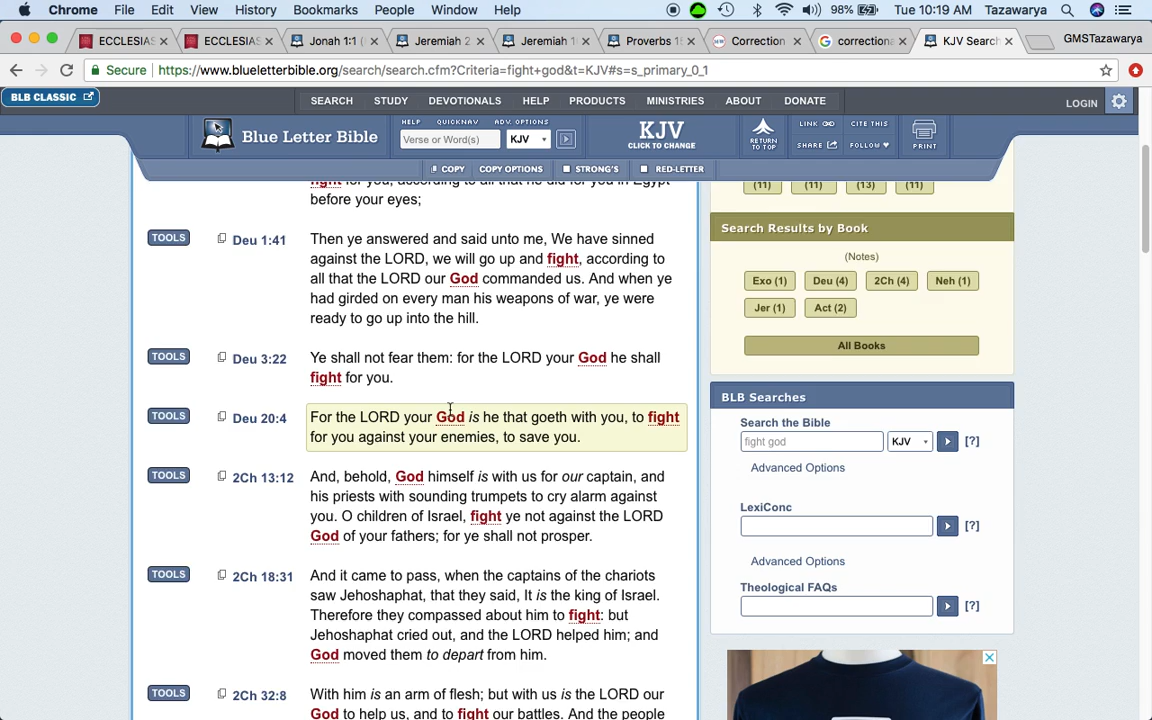 Chrome File Edit View History Bookmarks People Window Help 98% Tue 10:19 AM Tazawarya
ECCLESIAS ECCLESIAS Jonah 1:1 ( Jeremiah 2 Jeremiah 1 Proverbs 15 Correction correctiona KJV Search GMSTazawarya
Secure https://www.blueletterbible.org/search/search.cfm?Criteria=fight+god&t=KJV#s=s_primary_0_1
BLB CLASSIC
SEARCH STUDY DEVOTIONALS HELP PRODUCTS MINISTRIES ABOUT DONATE LOGIN
HELP QUICKNAV ADV. OPTIONS
Blue Letter Bible
Verse or Word(s) KJV
KJV
CLICK TO CHANGE
RETURN
TO TOP
LINK CITE THIS
SHARE FOLLOW
PRINT
COPY COPY OPTIONS STRONG'S RED-LETTER
fight for you, according to all that he did for you in Egypt
before your eyes;
TOOLS Deu 1:41 Then ye answered and said unto me, We have sinned
against the LORD, we will go up and fight, according to
all that the LORD our God commanded us. And when ye
had girded on every man his weapons of war, ye were
ready to go up into the hill.
TOOLS Deu 3:22 Ye shall not fear them: for the LORD your God he shall
fight for you.
TOOLS Deu 20:4 For the LORD your God is he that goeth with you, to fight
for you against your enemies, to save you.
TOOLS 2Ch 13:12 And, behold, God himself is with us for our captain, and
his priests with sounding trumpets to cry alarm against
you. O children of Israel, fight ye not against the LORD
God of your fathers; for ye shall not prosper.
TOOLS 2Ch 18:31 And it came to pass, when the captains of the chariots
saw Jehoshaphat, that they said, It is the king of Israel.
Therefore they compassed about him to fight: but
Jehoshaphat cried out, and the LORD helped him; and
God moved them to depart from him.
TOOLS 2Ch 32:8 With him is an arm of flesh; but with us is the LORD our
God to help us, and to fight our battles. And the people
(11) (11) (13) (11)
Search Results by Book
(Notes)
Exo (1) Deu (4) 2Ch (4) Neh (1)
Jer (1) Act (2)
All Books
BLB Searches
Search the Bible
fight god KJV [?]
Advanced Options
LexiConc
[?]
Advanced Options
Theological FAQs
[?]